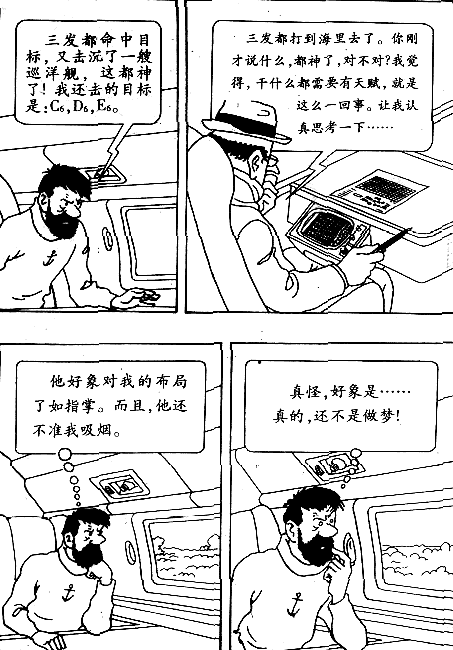 三发都命中目
标，又击沉了一艘
巡洋舰，这都神
了！我还击的目标
是：C₆，D₆，E₆。
三发都打到海里去了。你刚
才说什么，都神了，对不对？我觉
得，干什么都需要有天赋，就是
这么一回事。让我认
真思考一下……
他好象对我的布局
了如指掌。而且，他还
不准我吸烟。
真怪，好象是……
真的，还不是做梦！